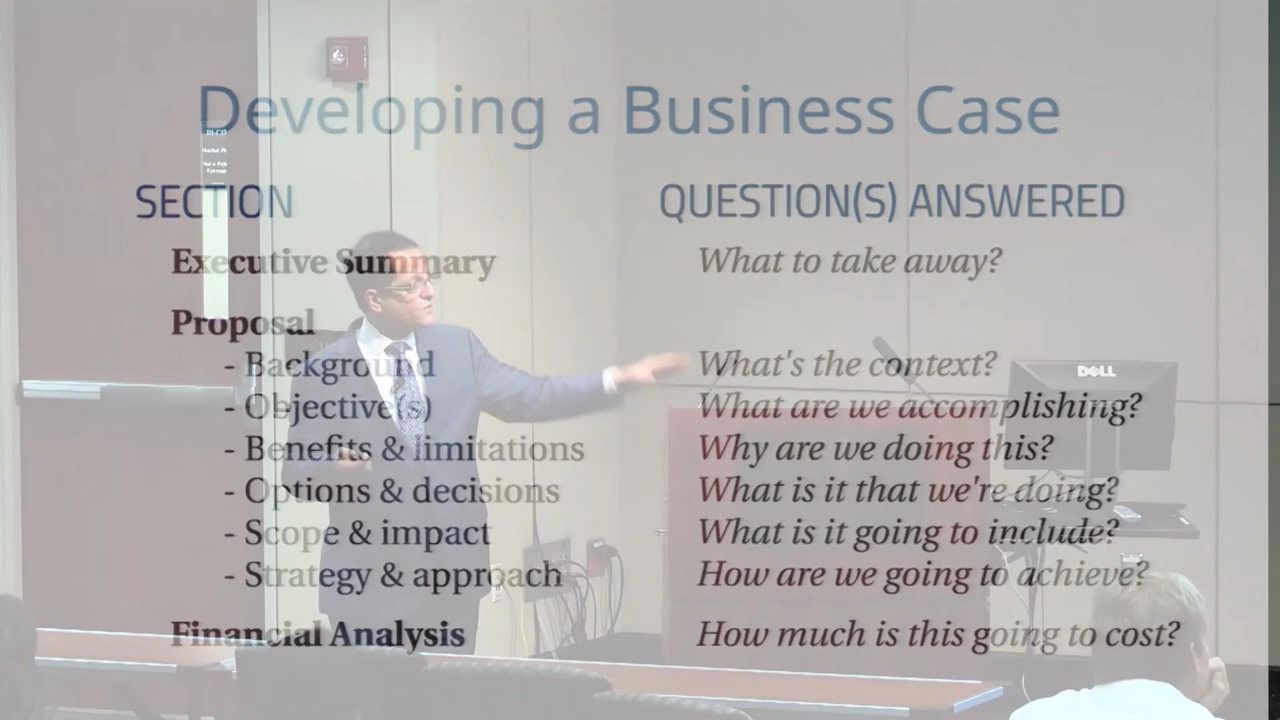 Developing a Business Case
SECTION QUESTION(S) ANSWERED
Executive Summary What to take away?
Proposal
- Background What's the context?
- Objective(s) What are we accomplishing?
- Benefits & limitations Why are we doing this?
- Options & decisions What is it that we're doing?
- Scope & impact What is it going to include?
- Strategy & approach How are we going to achieve?
Financial Analysis How much is this going to cost?
DELL